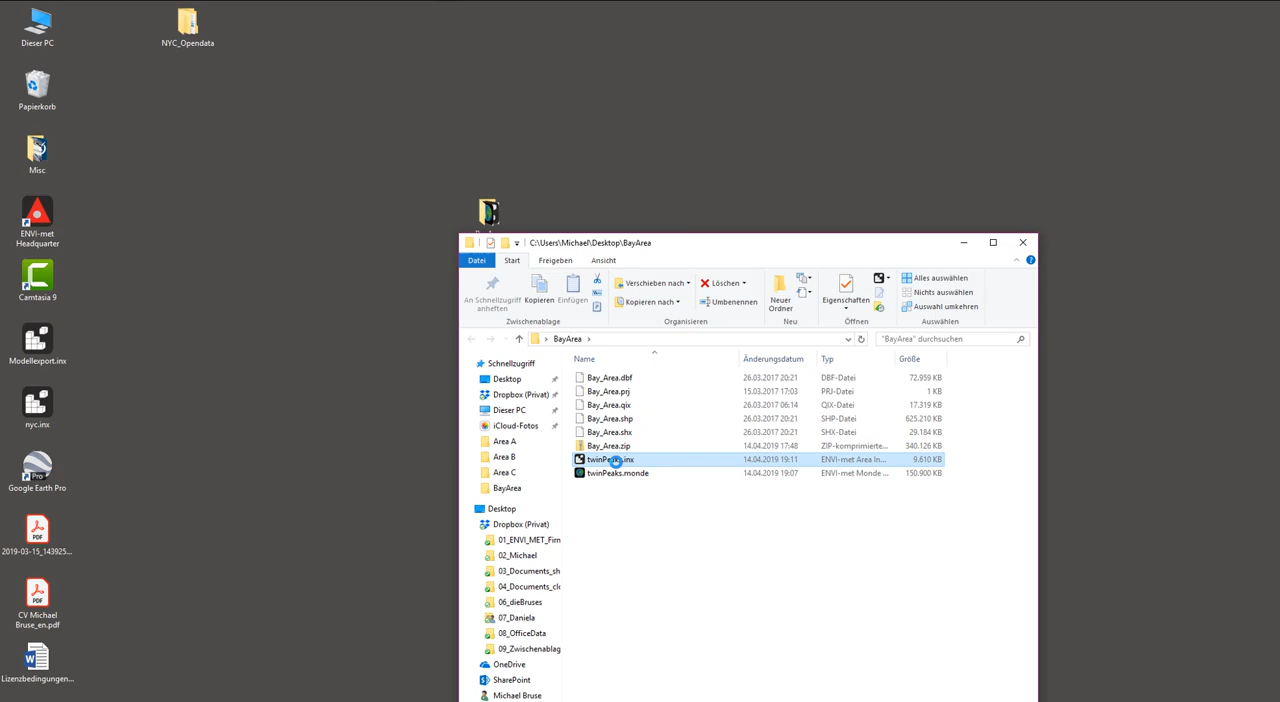 Dieser PC
NYC_Opendata
Papierkorb
Misc
ENVI-met
Headquarter
Camtasia 9
Modellexport.inx
nyc.inx
Google Earth Pro
2019-03-15_143925...
CV Michael
Bruse_en.pdf
Lizenzbedingungen...
C:\Users\Michael\Desktop\BayArea
Datei Start Freigeben Ansicht
An Schnellzugriff
anheften
Kopieren
Einfügen
Zwischenablage
Verschieben nach
Kopieren nach
Löschen
Umbenennen
Organisieren
Neuer
Ordner
Neu
Eigenschaften
Öffnen
Alles auswählen
Nichts auswählen
Auswahl umkehren
Auswählen
BayArea
"BayArea" durchsuchen
Schnellzugriff
Desktop
Dropbox (Privat)
Dieser PC
iCloud-Fotos
Area A
Area B
Area C
BayArea
Desktop
Dropbox (Privat)
01_ENVI_MET_Firn
02_Michael
03_Documents_sh
04_Documents_clo
06_dieBruses
07_Daniela
08_OfficeData
09_Zwischenablag
OneDrive
SharePoint
Michael Bruse
Name Änderungsdatum Typ Größe
Bay_Area.dbf 26.03.2017 20:21 DBF-Datei 72.959 KB
Bay_Area.prj 15.03.2017 17:03 PRJ-Datei 1 KB
Bay_Area.qix 26.03.2017 06:14 QIX-Datei 17.319 KB
Bay_Area.shp 26.03.2017 20:21 SHP-Datei 625.210 KB
Bay_Area.shx 26.03.2017 20:21 SHX-Datei 29.184 KB
Bay_Area.zip 14.04.2019 17:48 ZIP-komprimierte... 340.126 KB
twinPeaks.inx 14.04.2019 19:11 ENVI-met Area In... 9.610 KB
twinPeaks.monde 14.04.2019 19:07 ENVI-met Monde ... 150.900 KB